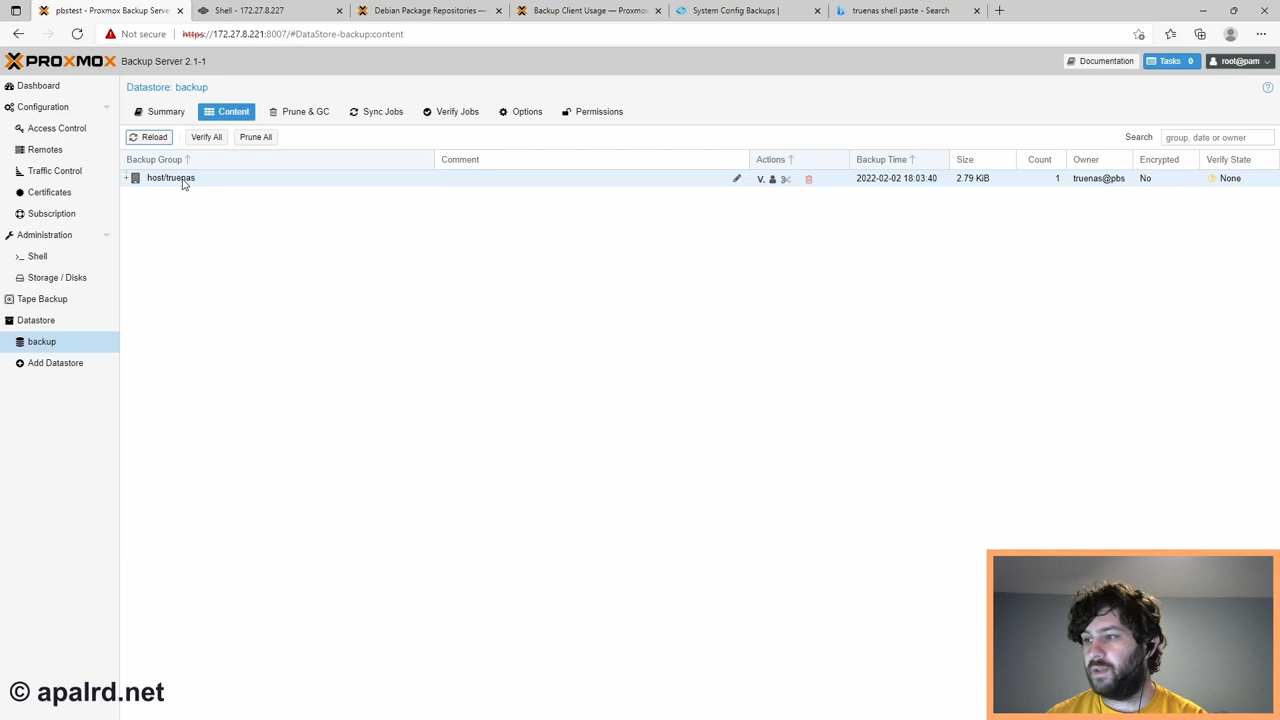 pbstest - Proxmox Backup Serve
Shell - 172.27.8.227
Debian Package Repositories —
Backup Client Usage — Proxmo
System Config Backups |
truenas shell paste - Search
Not secure
https://172.27.8.221:8007/#DataStore-backup:content
PROXMOX Backup Server 2.1-1
Documentation
Tasks 0
root@pam
Dashboard
Configuration
Access Control
Remotes
Traffic Control
Certificates
Subscription
Administration
Shell
Storage / Disks
Tape Backup
Datastore
backup
Add Datastore
Datastore: backup
Summary
Content
Prune & GC
Sync Jobs
Verify Jobs
Options
Permissions
Reload
Verify All
Prune All
Search
group, date or owner
Backup Group
Comment
Actions
Backup Time
Size
Count
Owner
Encrypted
Verify State
host/truenas
V.
2022-02-02 18:03:40
2.79 KiB
1
truenas@pbs
No
None
© apalrd.net